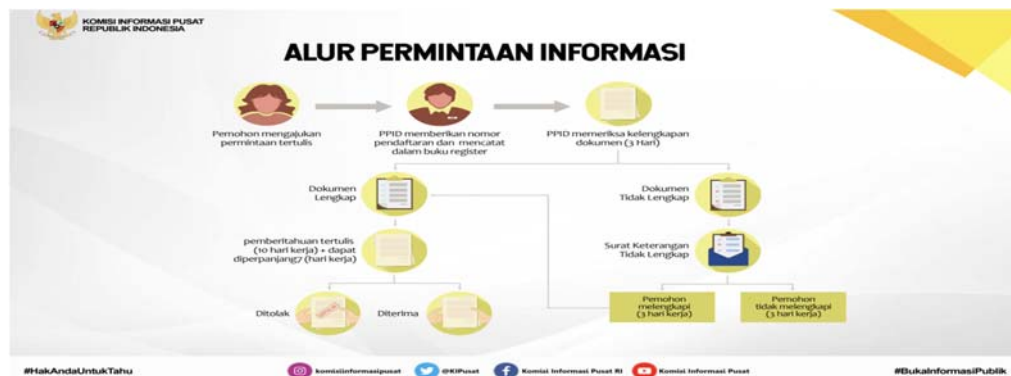 KOMISI INFORMASI PUSAT
REPUBLIK INDONESIA
ALUR PERMINTAAN INFORMASI
Pemohon mengajukan
permintaan tertulis
PPID memberikan nomor
pendaftaran dan mencatat
dalam buku register
PPID memeriksa kelengkapan
dokumen (3 Hari)
Dokumen
Lengkap
Dokumen
Tidak Lengkap
pemberitahuan tertulis
(10 hari kerja) + dapat
diperpanjang7 (hari kerja)
Surat Keterangan
Tidak Lengkap
Ditolak
Diterima
Pemohon
melengkapi
(3 hari kerja)
Pemohon
tidak melengkapi
(3 hari kerja)
#HakAndaUntukTahu
komisiinformasipusat
@KIPusat
Komisi Informasi Pusat RI
Komisi Informasi Pusat
#BukaInformasiPublik